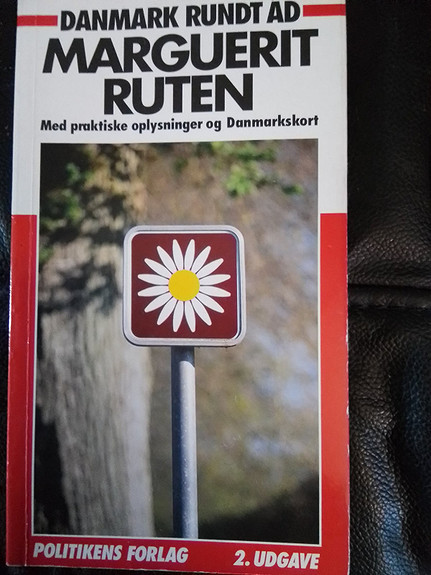 DANMARK RUNDT AD
MARGUERIT
RUTEN
Med praktiske oplysninger og Danmarkskort
POLITIKENS FORLAG 2. UDGAVE